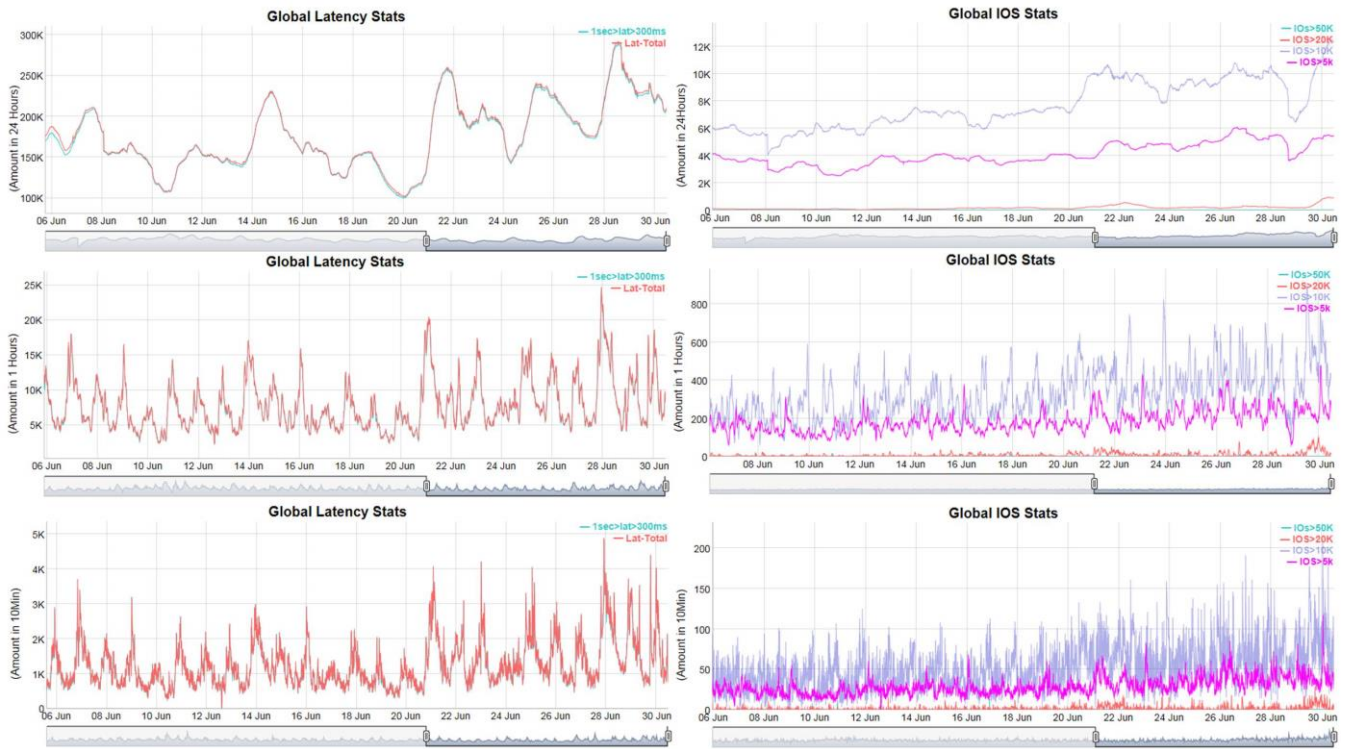 Global Latency Stats
1sec>lat>300ms
Lat-Total
(Amount in 24 Hours)
300K
250K
200K
150K
100K
06 Jun 08 Jun 10 Jun 12 Jun 14 Jun 16 Jun 18 Jun 20 Jun 22 Jun 24 Jun 26 Jun 28 Jun 30 Jun
Global IOS Stats
IOs>50K
IOS>20K
IOS>10K
IOS>5k
(Amount in 24Hours)
12K
10K
8K
6K
4K
2K
0
06 Jun 08 Jun 10 Jun 12 Jun 14 Jun 16 Jun 18 Jun 20 Jun 22 Jun 24 Jun 26 Jun 28 Jun 30 Jun
Global Latency Stats
1sec>lat>300ms
Lat-Total
(Amount in 1 Hours)
25K
20K
15K
10K
5K
06 Jun 08 Jun 10 Jun 12 Jun 14 Jun 16 Jun 18 Jun 20 Jun 22 Jun 24 Jun 26 Jun 28 Jun 30 Jun
Global IOS Stats
IOs>50K
IOS>20K
IOS>10K
IOS>5k
(Amount in 1 Hours)
800
600
400
200
0
08 Jun 10 Jun 12 Jun 14 Jun 16 Jun 18 Jun 20 Jun 22 Jun 24 Jun 26 Jun 28 Jun 30 Jun
Global Latency Stats
1sec>lat>300ms
Lat-Total
(Amount in 10Min)
5K
4K
3K
2K
1K
0
06 Jun 08 Jun 10 Jun 12 Jun 14 Jun 16 Jun 18 Jun 20 Jun 22 Jun 24 Jun 26 Jun 28 Jun 30 Jun
Global IOS Stats
IOs>50K
IOS>20K
IOS>10K
IOS>5k
(Amount in 10Min)
200
150
100
50
0
06 Jun 08 Jun 10 Jun 12 Jun 14 Jun 16 Jun 18 Jun 20 Jun 22 Jun 24 Jun 26 Jun 28 Jun 30 Jun